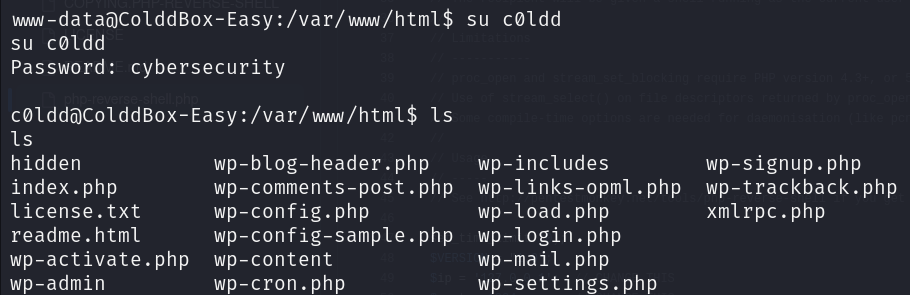 www-data@ColddBox-Easy:/var/www/html$ su c0ldd
su c0ldd
Password: cybersecurity
c0ldd@ColddBox-Easy:/var/www/html$ ls
ls
hidden wp-blog-header.php wp-includes wp-signup.php
index.php wp-comments-post.php wp-links-opml.php wp-trackback.php
license.txt wp-config.php wp-load.php xmlrpc.php
readme.html wp-config-sample.php wp-login.php
wp-activate.php wp-content wp-mail.php
wp-admin wp-cron.php wp-settings.php